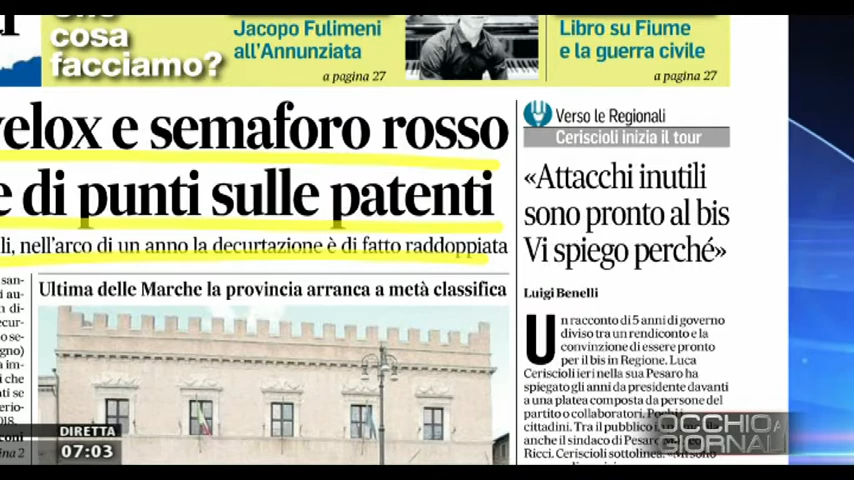 cosa
facciamo?
Jacopo Fulimeni
all'Annunziata
a pagina 27
Libro su Fiume
e la guerra civile
a pagina 27
velox e semaforo rosso
e di punti sulle patenti
li, nell'arco di un anno la decurtazione è di fatto raddoppiata
Ultima delle Marche la provincia arranca a metà classifica
Verso le Regionali
Ceriscioli inizia il tour
«Attacchi inutili
sono pronto al bis
Vi spiego perché»
Luigi Benelli
Un racconto di 5 anni di governo
diviso tra un rendiconto e la
convinzione di essere pronto
per il bis in Regione. Luca
Ceriscioli ieri nella sua Pesaro ha
spiegato gli anni da presidente davanti
a una platea composta da persone del
partito o collaboratori. Pochi
cittadini. Tra il pubblico
anche il sindaco di Pesaro
Ricci. Ceriscioli sottolinea. «Mi sono
DIRETTA
07:03
OCCHIO AI
GIORNALI